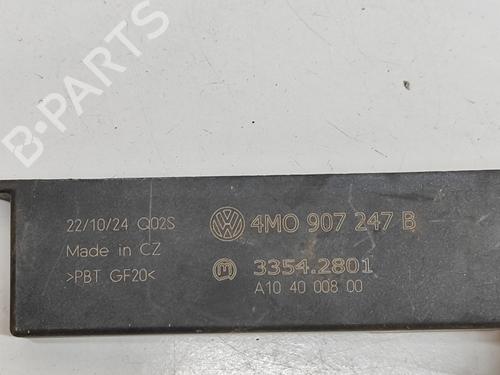 B-PARTS
22/10/24 Q02S
Made in CZ
>PBT GF20<
4M0 907 247 B
3354.2801
A10 40 008 00